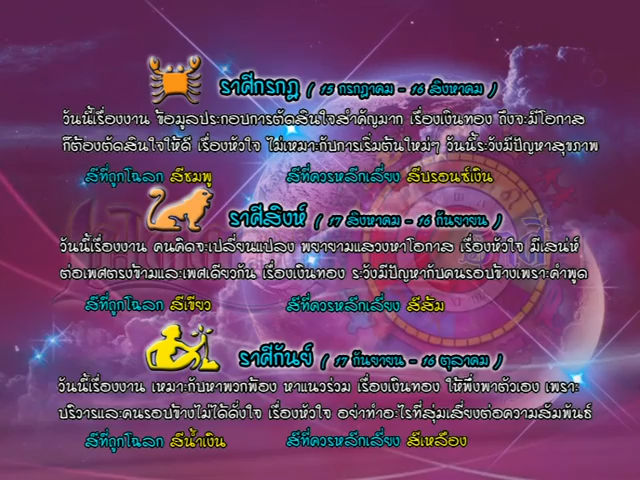 ราศีกรกฎ ( 15 กรกฎาคม - 16 สิงหาคม )
วันนี้เรื่องงาน ข้อมูลประกอบการตัดสินใจสำคัญมาก เรื่องเงินทอง ถึงจะมีโอกาส
ก็ต้องตัดสินใจให้ดี เรื่องหัวใจ ไม่เหมาะกับการเริ่มต้นใหม่ๆ วันนี้ระวังมีปัญหาสุขภาพ
สีที่ถูกโฉลก สีชมพู สีที่ควรหลีกเลี่ยง สีบรอนซ์เงิน
ราศีสิงห์ ( 17 สิงหาคม - 16 กันยายน )
วันนี้เรื่องงาน คนคิดจะเปลี่ยนแปลง พยายามแสวงหาโอกาส เรื่องหัวใจ มีเสน่ห์
ต่อเพศตรงข้ามและเพศเดียวกัน เรื่องเงินทอง ระวังมีปัญหากับคนรอบข้างเพราะคำพูด
สีที่ถูกโฉลก สีเขียว สีที่ควรหลีกเลี่ยง สีส้ม
ราศีกันย์ ( 17 กันยายน - 16 ตุลาคม )
วันนี้เรื่องงาน เหมาะกับหาพวกพ้อง หาแนวร่วม เรื่องเงินทอง ให้พึ่งพาตัวเอง เพราะ
บริวารและคนรอบข้างไม่ได้ดั่งใจ เรื่องหัวใจ อย่าทำอะไรที่สุ่มเสี่ยงต่อความสัมพันธ์
สีที่ถูกโฉลก สีน้ำเงิน สีที่ควรหลีกเลี่ยง สีเหลือง